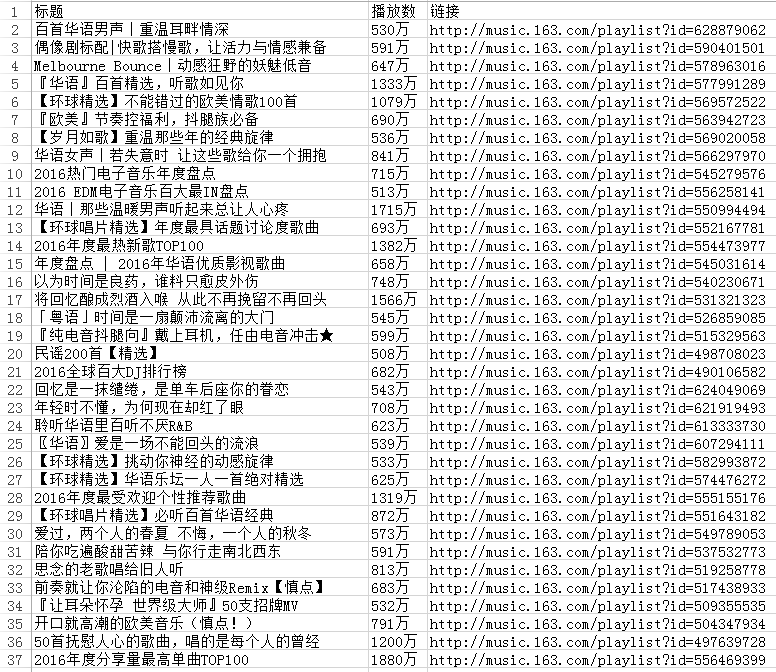 1 标题 播放数 链接
2 百首华语男声｜重温耳畔情深 530万 http://music.163.com/playlist?id=628879062
3 偶像剧标配|快歌搭慢歌，让活力与情感兼备 591万 http://music.163.com/playlist?id=590401501
4 Melbourne Bounce｜动感狂野的妖魅低音 647万 http://music.163.com/playlist?id=578963016
5 『华语』百首精选，听歌如见你 1333万 http://music.163.com/playlist?id=577991289
6 【环球精选】不能错过的欧美情歌100首 1079万 http://music.163.com/playlist?id=569572522
7 『欧美』节奏控福利，抖腿族必备 690万 http://music.163.com/playlist?id=563942723
8 【岁月如歌】重温那些年的经典旋律 536万 http://music.163.com/playlist?id=569020058
9 华语女声｜若失意时 让这些歌给你一个拥抱 841万 http://music.163.com/playlist?id=566297970
10 2016热门电子音乐年度盘点 715万 http://music.163.com/playlist?id=545279576
11 2016 EDM电子音乐百大最IN盘点 513万 http://music.163.com/playlist?id=556258141
12 华语｜那些温暖男声听起来总让人心疼 1715万 http://music.163.com/playlist?id=550994494
13 【环球唱片精选】年度最具话题讨论度歌曲 693万 http://music.163.com/playlist?id=552167781
14 2016年度最热新歌TOP100 1382万 http://music.163.com/playlist?id=554473977
15 年度盘点 | 2016年华语优质影视歌曲 658万 http://music.163.com/playlist?id=545031614
16 以为时间是良药，谁料只愈皮外伤 748万 http://music.163.com/playlist?id=540230671
17 将回忆酿成烈酒入喉 从此不再挽留不再回头 1566万 http://music.163.com/playlist?id=531321323
18 「粤语」时间是一扇颠沛流离的大门 545万 http://music.163.com/playlist?id=526859085
19 『纯电音抖腿向』戴上耳机，任由电音冲击★ 599万 http://music.163.com/playlist?id=515329563
20 民谣200首【精选】 508万 http://music.163.com/playlist?id=498708023
21 2016全球百大DJ排行榜 682万 http://music.163.com/playlist?id=490106582
22 回忆是一抹缱绻，是单车后座你的眷恋 543万 http://music.163.com/playlist?id=624049069
23 年轻时不懂，为何现在却红了眼 708万 http://music.163.com/playlist?id=621919493
24 聆听华语里百听不厌R&B 623万 http://music.163.com/playlist?id=613333730
25 〖华语〗爱是一场不能回头的流浪 539万 http://music.163.com/playlist?id=607294111
26 【环球精选】挑动你神经的动感旋律 533万 http://music.163.com/playlist?id=582993872
27 【环球精选】华语乐坛一人一首绝对精选 625万 http://music.163.com/playlist?id=574476272
28 2016年度最受欢迎个性推荐歌曲 1319万 http://music.163.com/playlist?id=555155176
29 【环球唱片精选】必听百首华语经典 872万 http://music.163.com/playlist?id=551643182
30 爱过，两个人的春夏 不悔，一个人的秋冬 573万 http://music.163.com/playlist?id=549789053
31 陪你吃遍酸甜苦辣 与你行走南北西东 591万 http://music.163.com/playlist?id=537532773
32 思念的老歌唱给旧人听 813万 http://music.163.com/playlist?id=519258778
33 前奏就让你沦陷的电音和神级Remix【慎点】 683万 http://music.163.com/playlist?id=517438933
34 『让耳朵怀孕 世界级大师』50支招牌MV 532万 http://music.163.com/playlist?id=509355535
35 开口就高潮的欧美音乐（慎点！） 791万 http://music.163.com/playlist?id=504347934
36 50首抚慰人心的歌曲，唱的是每个人的曾经 1200万 http://music.163.com/playlist?id=497639728
37 2016年度分享量最高单曲TOP100 1880万 http://music.163.com/playlist?id=556469399